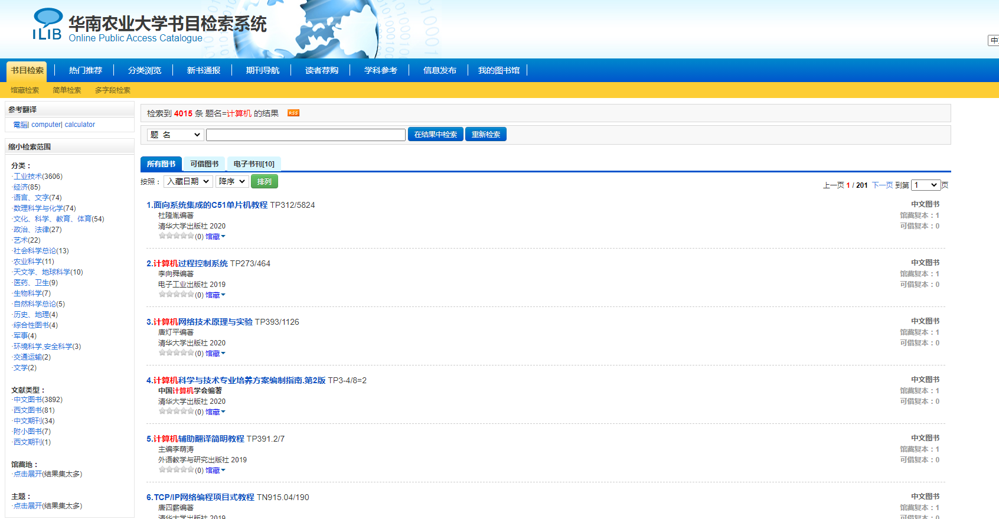 ILIB
华南农业大学书目检索系统
Online Public Access Catalogue
书目检索 热门推荐 分类浏览 新书通报 期刊导航 读者荐购 学科参考 信息发布 我的图书馆
馆藏检索 简单检索 多字段检索
参考翻译
電腦| computer| calculator
缩小检索范围
分类：
·工业技术(3606)
·经济(85)
·语言、文字(74)
·数理科学与化学(74)
·文化、科学、教育、体育(54)
·政治、法律(27)
·艺术(22)
·社会科学总论(13)
·农业科学(11)
·天文学、地球科学(10)
·医药、卫生(9)
·生物科学(7)
·自然科学总论(5)
·历史、地理(4)
·综合性图书(4)
·军事(4)
·环境科学,安全科学(3)
·交通运输(2)
·文学(2)
文献类型：
·中文图书(3892)
·西文图书(81)
·中文期刊(34)
·附小图书(7)
·西文期刊(1)
馆藏地：
·点击展开(结果集太多)
主题：
·点击展开(结果集太多)
检索到 4015 条 题名=计算机 的结果 RSS
题 名 在结果中检索 重新检索
所有图书 可借图书 电子书刊[10]
按照： 入藏日期 降序 排列
上一页 1 / 201 下一页 到第 1 页
1.面向系统集成的C51单片机教程 TP312/5824 中文图书
杜隆胤编著 馆藏复本：1
清华大学出版社 2020 可借复本：0
(0) 馆藏
2.计算机过程控制系统 TP273/464 中文图书
李向舜编著 馆藏复本：1
电子工业出版社 2019 可借复本：0
(0) 馆藏
3.计算机网络技术原理与实验 TP393/1126 中文图书
唐灯平编著 馆藏复本：1
清华大学出版社 2020 可借复本：0
(0) 馆藏
4.计算机科学与技术专业培养方案编制指南.第2版 TP3-4/8=2 中文图书
中国计算机学会编著 馆藏复本：1
清华大学出版社 2020 可借复本：0
(0) 馆藏
5.计算机辅助翻译简明教程 TP391.2/7 中文图书
主编李萌涛 馆藏复本：1
外语教学与研究出版社 2019 可借复本：0
(0) 馆藏
6.TCP/IP网络编程项目式教程 TN915.04/190 中文图书
唐四薪编著 馆藏复本：1
清华大学出版社 2019 可借复本：0